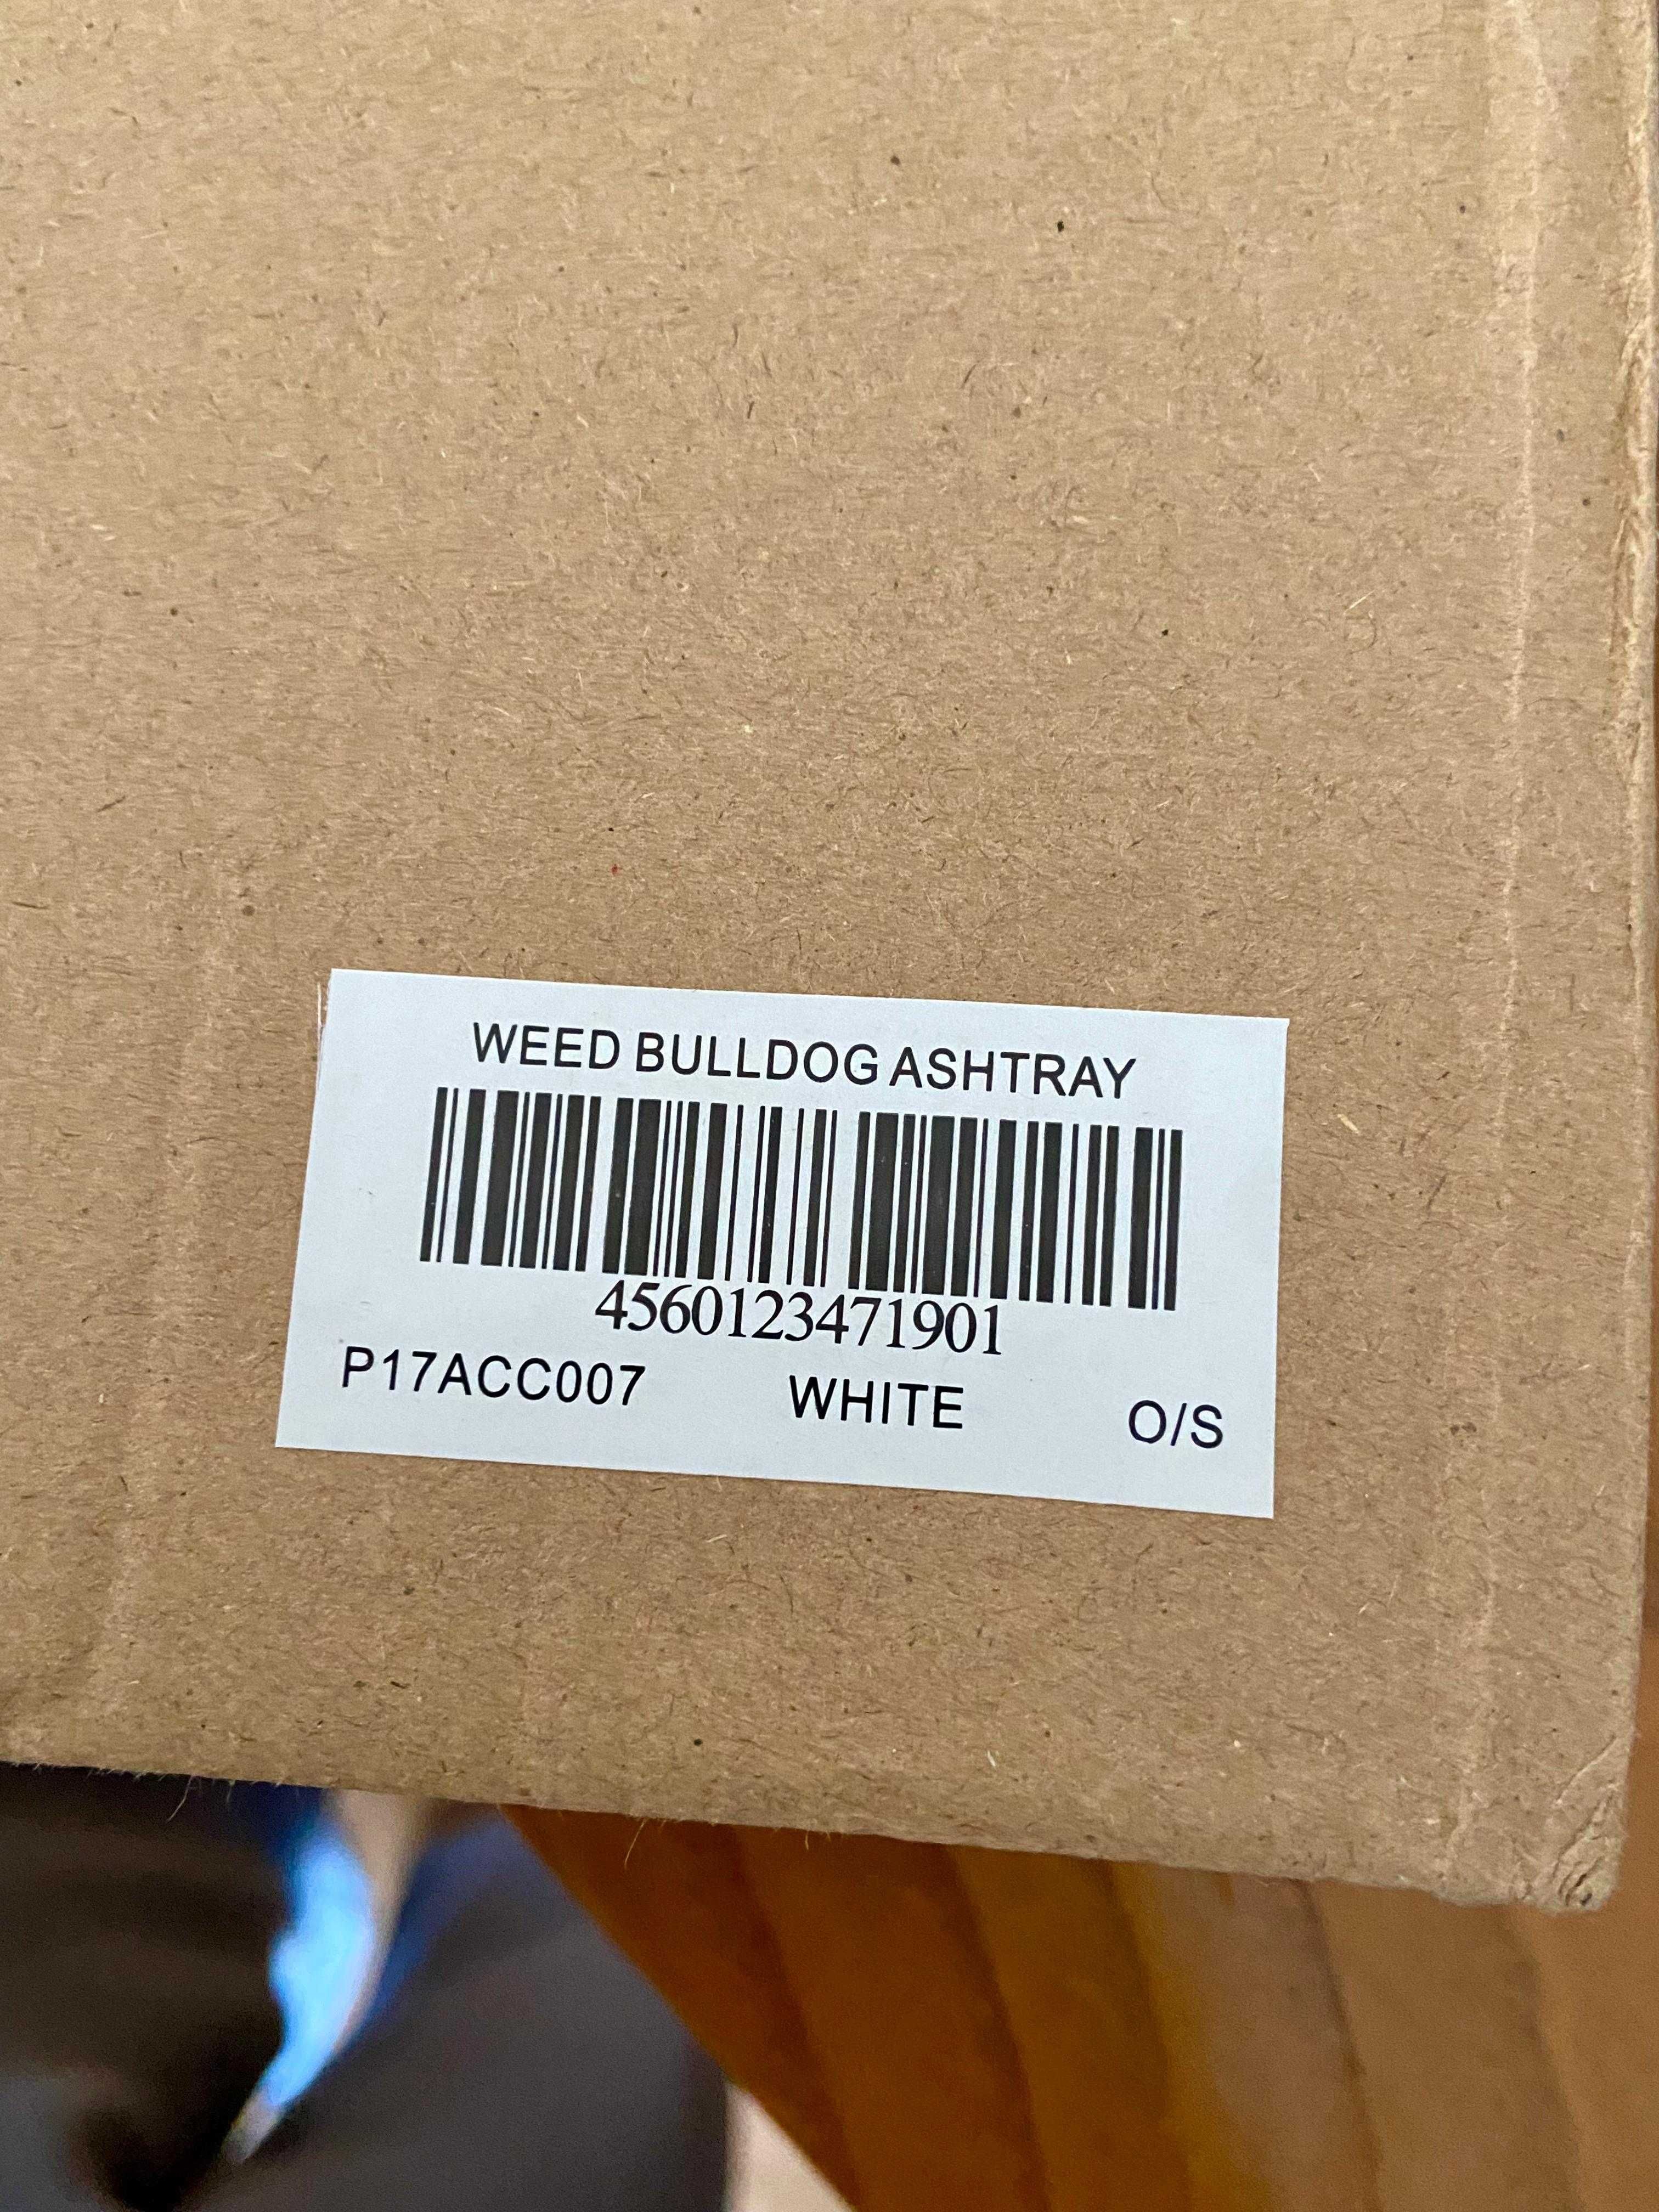 WEED BULLDOG ASHTRAY
4560123471901
P17ACC007 WHITE O/S